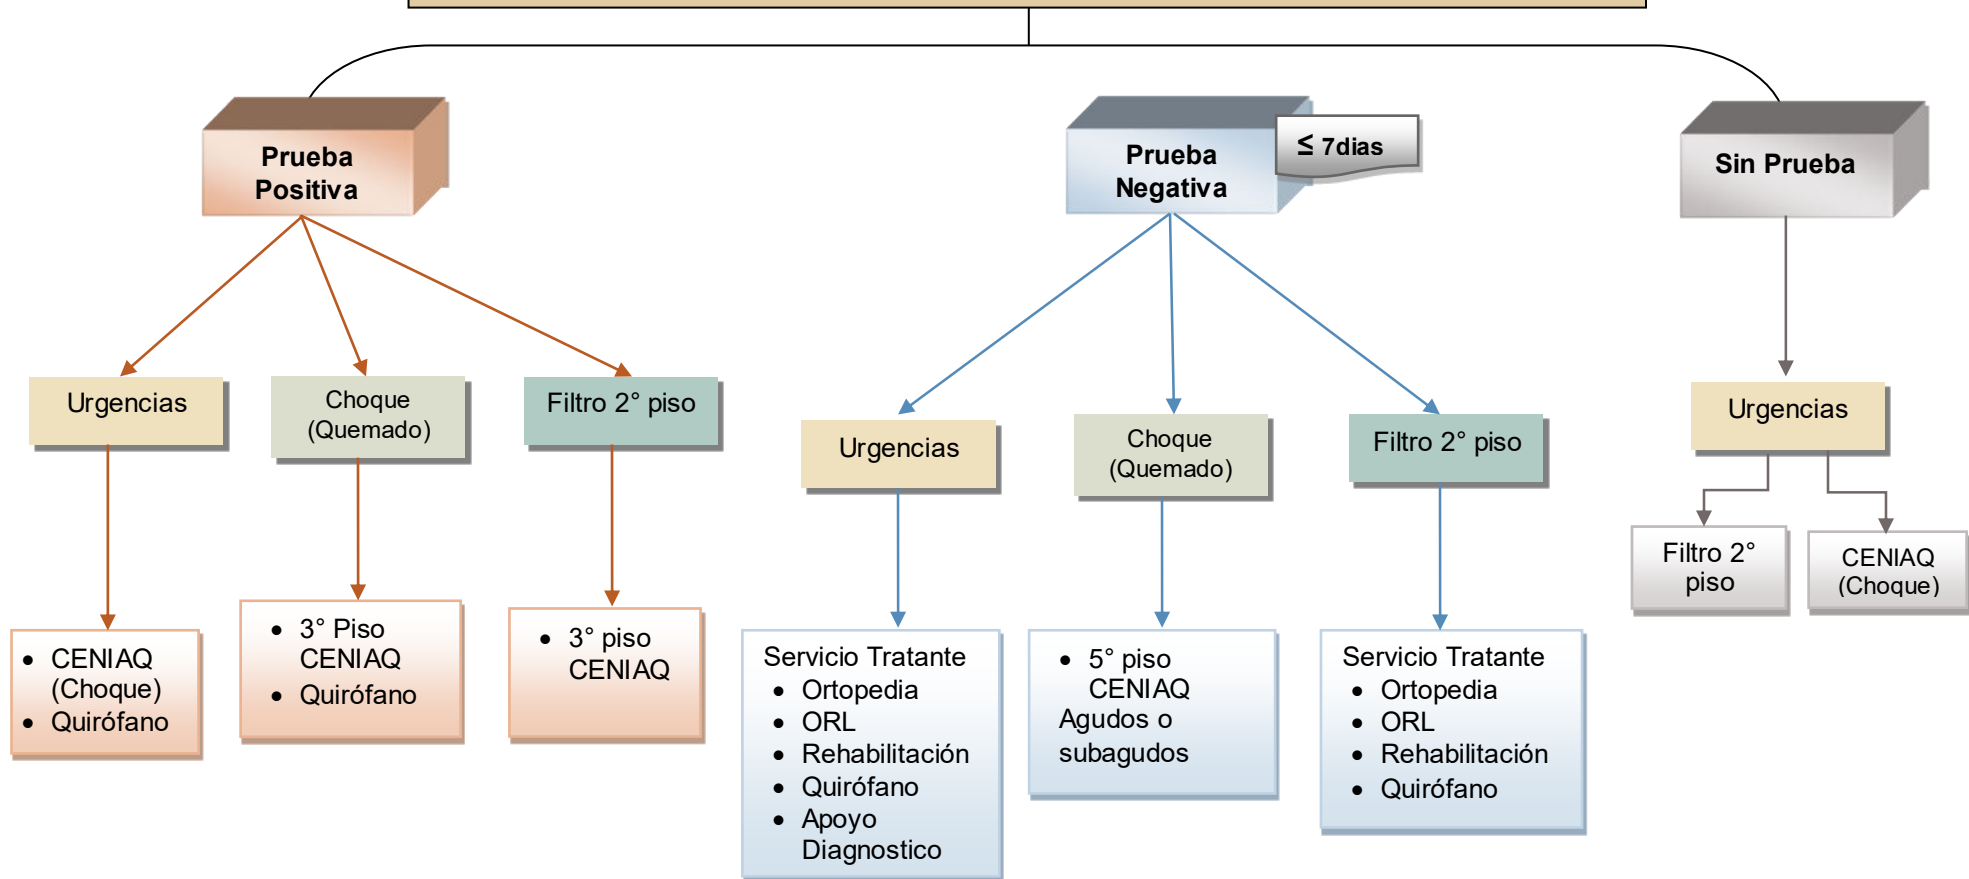 Prueba
Positiva
Prueba
Negativa
≤ 7dias
Sin Prueba
Urgencias
Choque
(Quemado)
Filtro 2° piso
Urgencias
Choque
(Quemado)
Filtro 2° piso
Urgencias
• CENIAQ
(Choque)
• Quirófano
• 3° Piso
CENIAQ
• Quirófano
• 3° piso
CENIAQ
Servicio Tratante
• Ortopedia
• ORL
• Rehabilitación
• Quirófano
• Apoyo
Diagnostico
• 5° piso
CENIAQ
Agudos o
subagudos
Servicio Tratante
• Ortopedia
• ORL
• Rehabilitación
• Quirófano
Filtro 2°
piso
CENIAQ
(Choque)